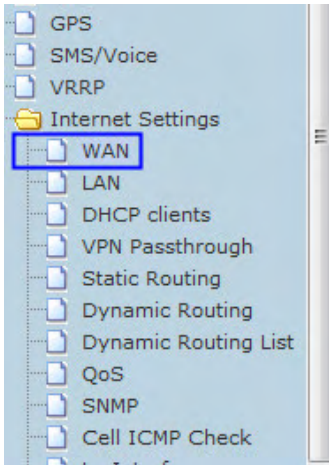 GPS
SMS/Voice
VRRP
Internet Settings
WAN
LAN
DHCP clients
VPN Passthrough
Static Routing
Dynamic Routing
Dynamic Routing List
QoS
SNMP
Cell ICMP Check